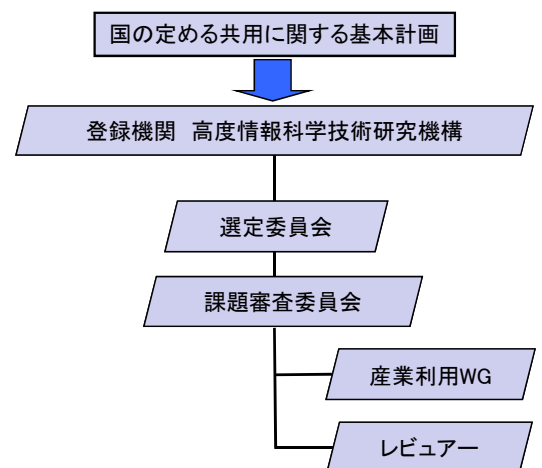 国の定める共用に関する基本計画
登録機関 高度情報科学技術研究機構
選定委員会
課題審査委員会
産業利用WG
レビュアー